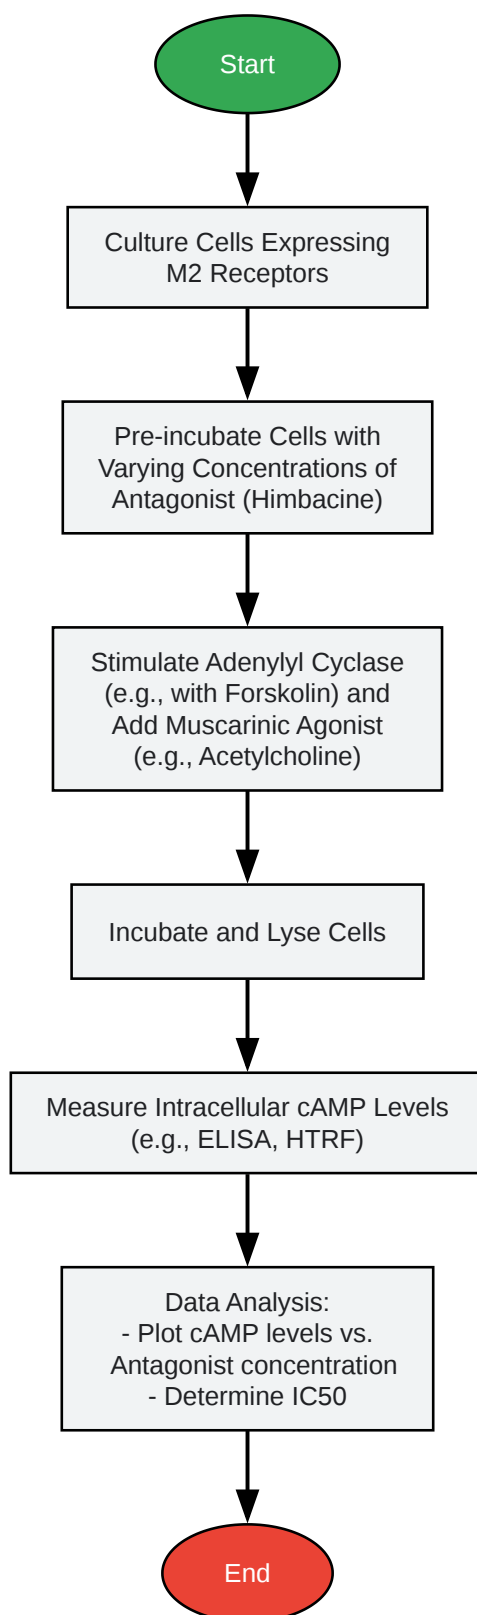 Start
Culture Cells Expressing
M2 Receptors
Pre-incubate Cells with
Varying Concentrations of
Antagonist (Himbacine)
Stimulate Adenylyl Cyclase
(e.g., with Forskolin) and
Add Muscarinic Agonist
(e.g., Acetylcholine)
Incubate and Lyse Cells
Measure Intracellular cAMP Levels
(e.g., ELISA, HTRF)
Data Analysis:
- Plot cAMP levels vs.
Antagonist concentration
- Determine IC50
End